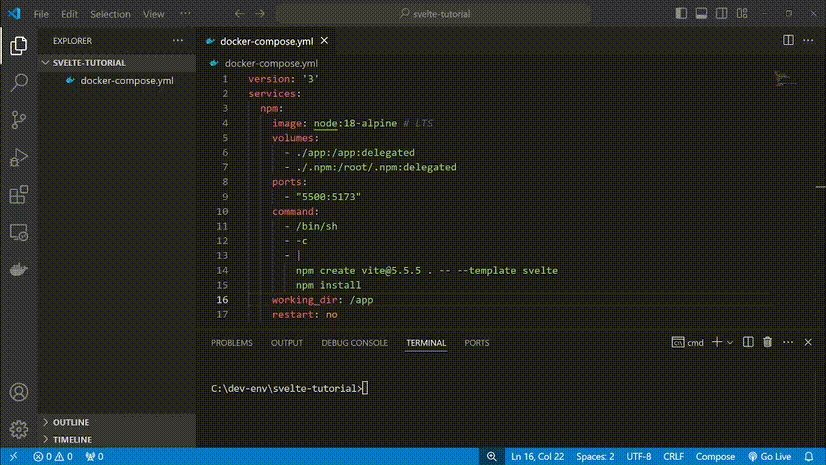 File Edit Selection View ··· svelte-tutorial
EXPLORER ···
SVELTE-TUTORIAL
docker-compose.yml
docker-compose.yml
docker-compose.yml
1 version: '3'
2 services:
3 npm:
4 image: node:18-alpine # LTS
5 volumes:
6 - ./app:/app:delegated
7 - ./.npm:/root/.npm:delegated
8 ports:
9 - "5500:5173"
10 command:
11 - /bin/sh
12 - -c
13 - |
14 npm create vite@5.5.5 . -- --template svelte
15 npm install
16 working_dir: /app
17 restart: no
PROBLEMS OUTPUT DEBUG CONSOLE TERMINAL PORTS cmd
C:\dev-env\svelte-tutorial>
OUTLINE
TIMELINE
0 0 0 Ln 16, Col 22 Spaces: 2 UTF-8 CRLF Compose Go Live